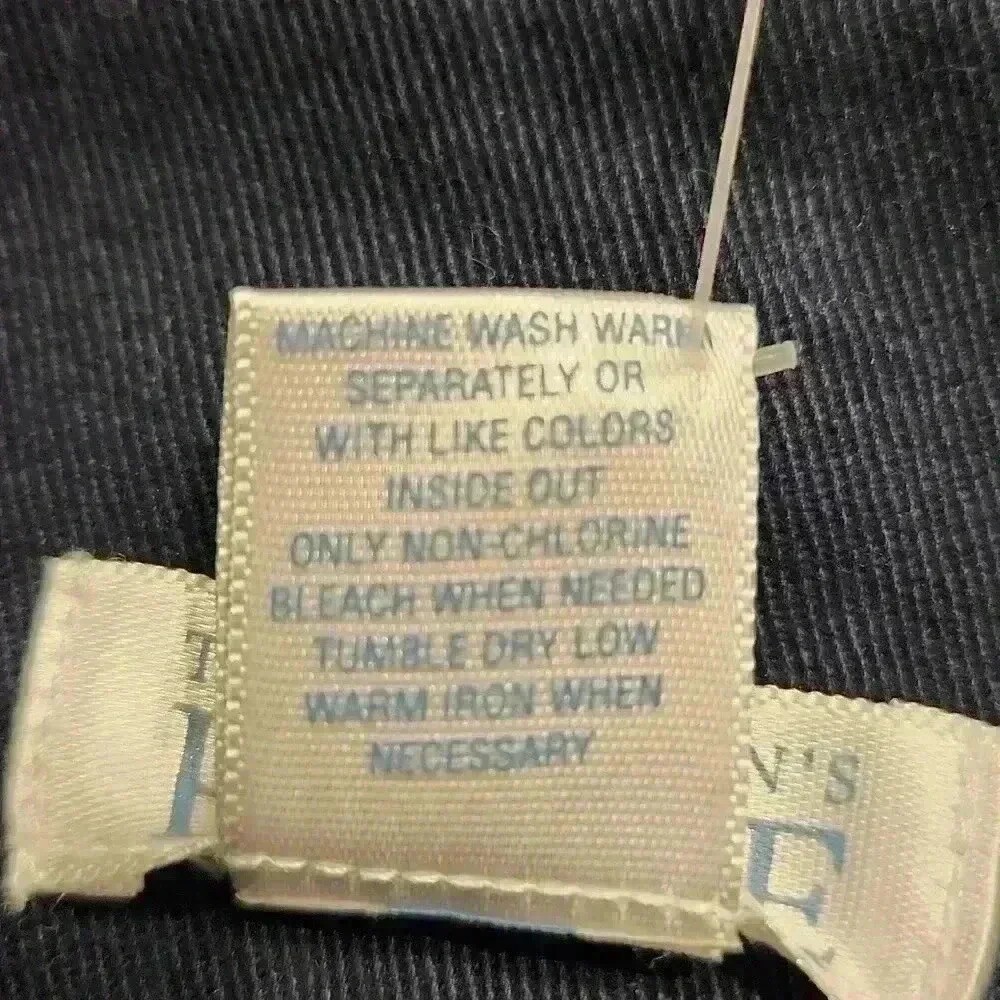 MACHINE WASH WARM
SEPARATELY OR
WITH LIKE COLORS
INSIDE OUT
ONLY NON-CHLORINE
BLEACH WHEN NEEDED
TUMBLE DRY LOW
WARM IRON WHEN
NECESSARY
N'S